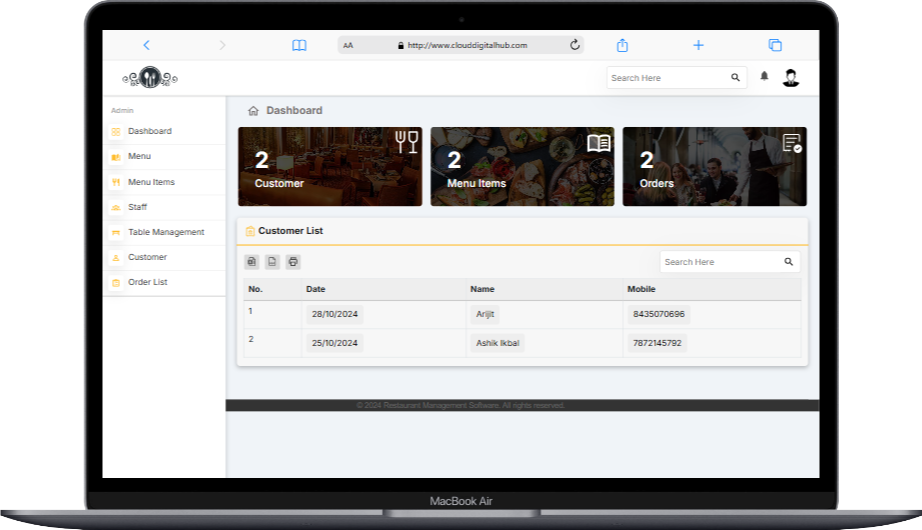 AA http://www.clouddigitalhub.com
Search Here
Admin
Dashboard
Menu
Menu Items
Staff
Table Management
Customer
Order List
Dashboard
2
Customer
2
Menu Items
2
Orders
Customer List
Search Here
No. Date Name Mobile
1 28/10/2024 Arijit 8435070696
2 25/10/2024 Ashik Ikbal 7872145792
© 2024 Restaurant Management Software. All rights reserved.
MacBook Air